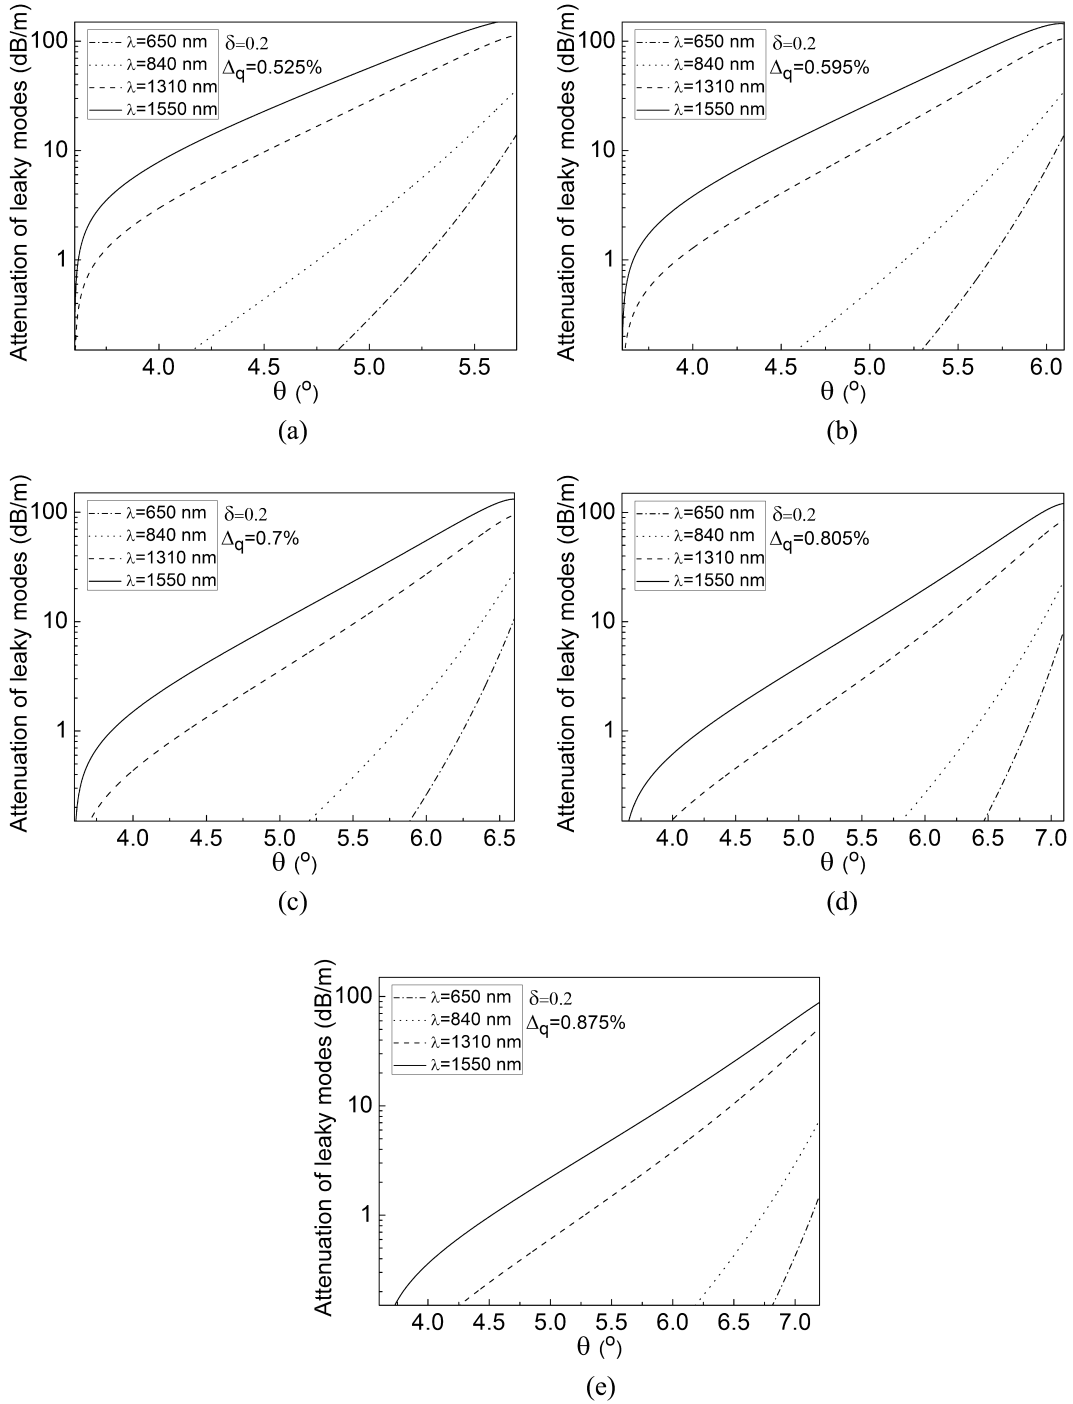 Attenuation of leaky modes (dB/m)
100
10
1
λ=650 nm
λ=840 nm
λ=1310 nm
λ=1550 nm
δ=0.2
Δq=0.525%
4.0 4.5 5.0 5.5
θ (o)
(a)
Attenuation of leaky modes (dB/m)
100
10
1
λ=650 nm
λ=840 nm
λ=1310 nm
λ=1550 nm
δ=0.2
Δq=0.595%
4.0 4.5 5.0 5.5 6.0
θ (o)
(b)
Attenuation of leaky modes (dB/m)
100
10
1
λ=650 nm
λ=840 nm
λ=1310 nm
λ=1550 nm
δ=0.2
Δq=0.7%
4.0 4.5 5.0 5.5 6.0 6.5
θ (o)
(c)
Attenuation of leaky modes (dB/m)
100
10
1
λ=650 nm
λ=840 nm
λ=1310 nm
λ=1550 nm
δ=0.2
Δq=0.805%
4.0 4.5 5.0 5.5 6.0 6.5 7.0
θ (o)
(d)
Attenuation of leaky modes (dB/m)
100
10
1
λ=650 nm
λ=840 nm
λ=1310 nm
λ=1550 nm
δ=0.2
Δq=0.875%
4.0 4.5 5.0 5.5 6.0 6.5 7.0
θ (o)
(e)